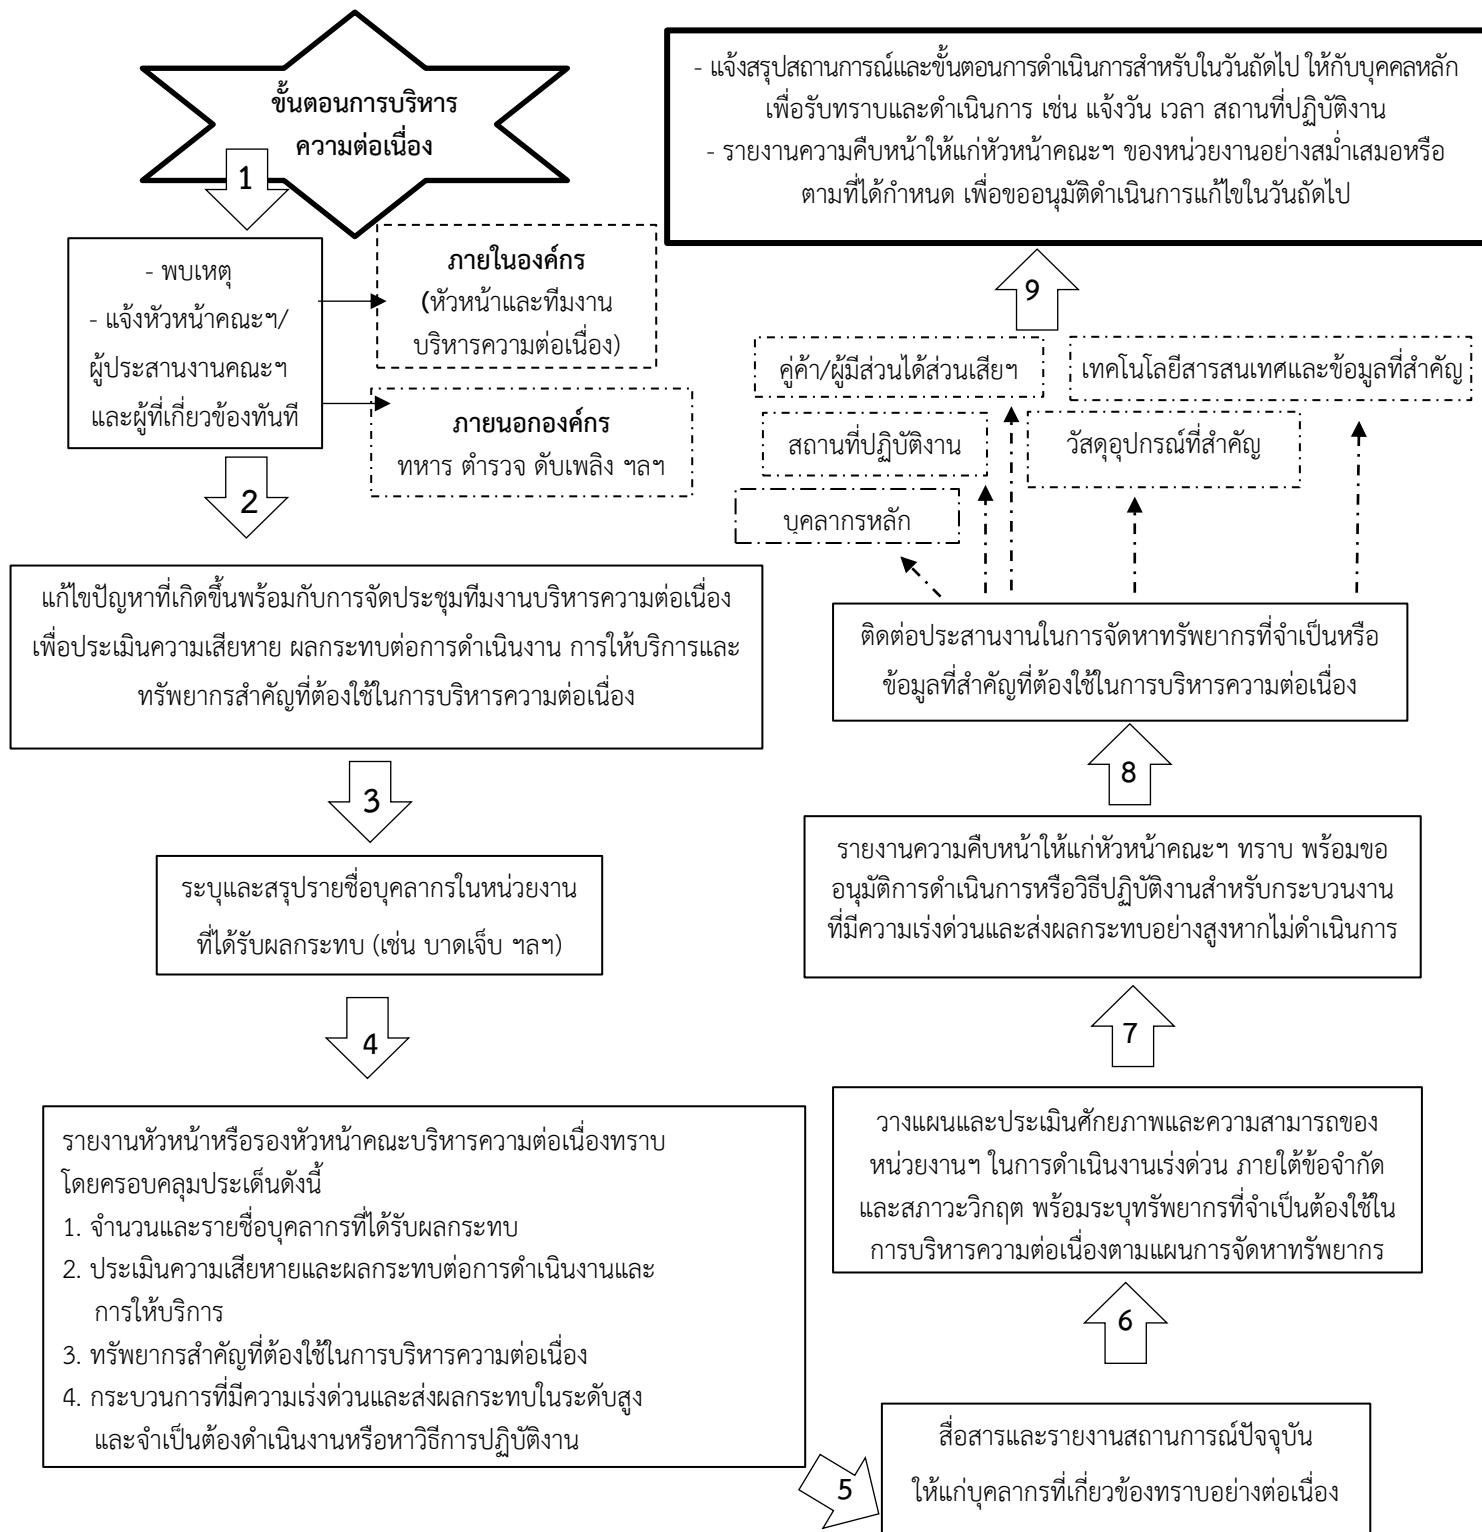 ขั้นตอนการบริหาร
ความต่อเนื่อง
1
- พบเหตุ
- แจ้งหัวหน้าคณะฯ/
ผู้ประสานงานคณะฯ
และผู้ที่เกี่ยวข้องทันที
ภายในองค์กร
(หัวหน้าและทีมงาน
บริหารความต่อเนื่อง)
ภายนอกองค์กร
ทหาร ตำรวจ ดับเพลิง ฯลฯ
2
แก้ไขปัญหาที่เกิดขึ้นพร้อมกับการจัดประชุมทีมงานบริหารความต่อเนื่อง
เพื่อประเมินความเสียหาย ผลกระทบต่อการดำเนินงาน การให้บริการและ
ทรัพยากรสำคัญที่ต้องใช้ในการบริหารความต่อเนื่อง
3
ระบุและสรุปรายชื่อบุคลากรในหน่วยงาน
ที่ได้รับผลกระทบ (เช่น บาดเจ็บ ฯลฯ)
4
รายงานหัวหน้าหรือรองหัวหน้าคณะบริหารความต่อเนื่องทราบ
โดยครอบคลุมประเด็นดังนี้
1. จำนวนและรายชื่อบุคลากรที่ได้รับผลกระทบ
2. ประเมินความเสียหายและผลกระทบต่อการดำเนินงานและ
การให้บริการ
3. ทรัพยากรสำคัญที่ต้องใช้ในการบริหารความต่อเนื่อง
4. กระบวนการที่มีความเร่งด่วนและส่งผลกระทบในระดับสูง
และจำเป็นต้องดำเนินงานหรือหาวิธีการปฏิบัติงาน
5
สื่อสารและรายงานสถานการณ์ปัจจุบัน
ให้แก่บุคลากรที่เกี่ยวข้องทราบอย่างต่อเนื่อง
6
วางแผนและประเมินศักยภาพและความสามารถของ
หน่วยงานฯ ในการดำเนินงานเร่งด่วน ภายใต้ข้อจำกัด
และสภาวะวิกฤต พร้อมระบุทรัพยากรที่จำเป็นต้องใช้ใน
การบริหารความต่อเนื่องตามแผนการจัดหาทรัพยากร
7
รายงานความคืบหน้าให้แก่หัวหน้าคณะฯ ทราบ พร้อมขอ
อนุมัติการดำเนินการหรือวิธีปฏิบัติงานสำหรับกระบวนงาน
ที่มีความเร่งด่วนและส่งผลกระทบอย่างสูงหากไม่ดำเนินการ
8
ติดต่อประสานงานในการจัดหาทรัพยากรที่จำเป็นหรือ
ข้อมูลที่สำคัญที่ต้องใช้ในการบริหารความต่อเนื่อง
บุคลากรหลัก
สถานที่ปฏิบัติงาน
วัสดุอุปกรณ์ที่สำคัญ
คู่ค้า/ผู้มีส่วนได้ส่วนเสียฯ
เทคโนโลยีสารสนเทศและข้อมูลที่สำคัญ
9
- แจ้งสรุปสถานการณ์และขั้นตอนการดำเนินการสำหรับในวันถัดไป ให้กับบุคคลหลัก
เพื่อรับทราบและดำเนินการ เช่น แจ้งวัน เวลา สถานที่ปฏิบัติงาน
- รายงานความคืบหน้าให้แก่หัวหน้าคณะฯ ของหน่วยงานอย่างสม่ำเสมอหรือ
ตามที่ได้กำหนด เพื่อขออนุมัติดำเนินการแก้ไขในวันถัดไป